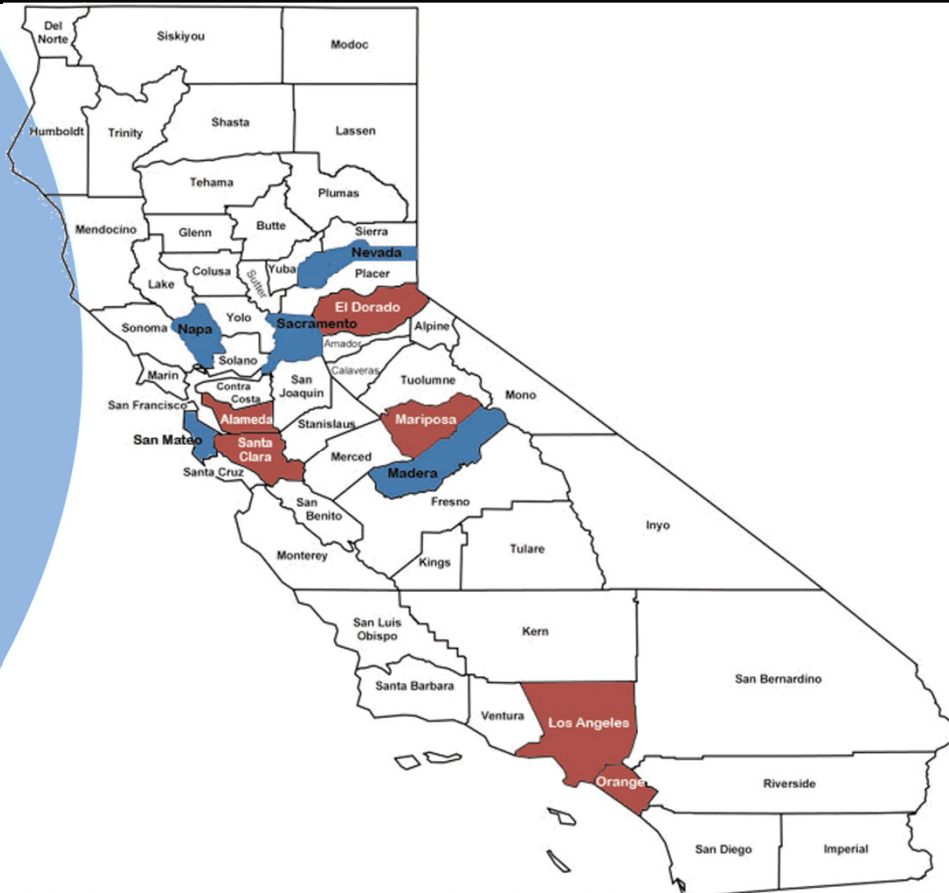 Del
Norte
Siskiyou
Modoc
Humboldt
Trinity
Shasta
Lassen
Tehama
Plumas
Mendocino
Glenn
Butte
Sierra
Nevada
Lake
Colusa
Sutter
Yuba
Placer
El Dorado
Sonoma
Napa
Yolo
Sacramento
Alpine
Amador
Solano
Calaveras
Marin
Contra
Costa
San
Joaquin
Tuolumne
Mono
San Francisco
Alameda
Stanislaus
Mariposa
San Mateo
Santa
Clara
Merced
Madera
Santa Cruz
San
Benito
Fresno
Inyo
Monterey
Kings
Tulare
San Luis
Obispo
Kern
San Bernardino
Santa Barbara
Ventura
Los Angeles
Orange
Riverside
San Diego
Imperial